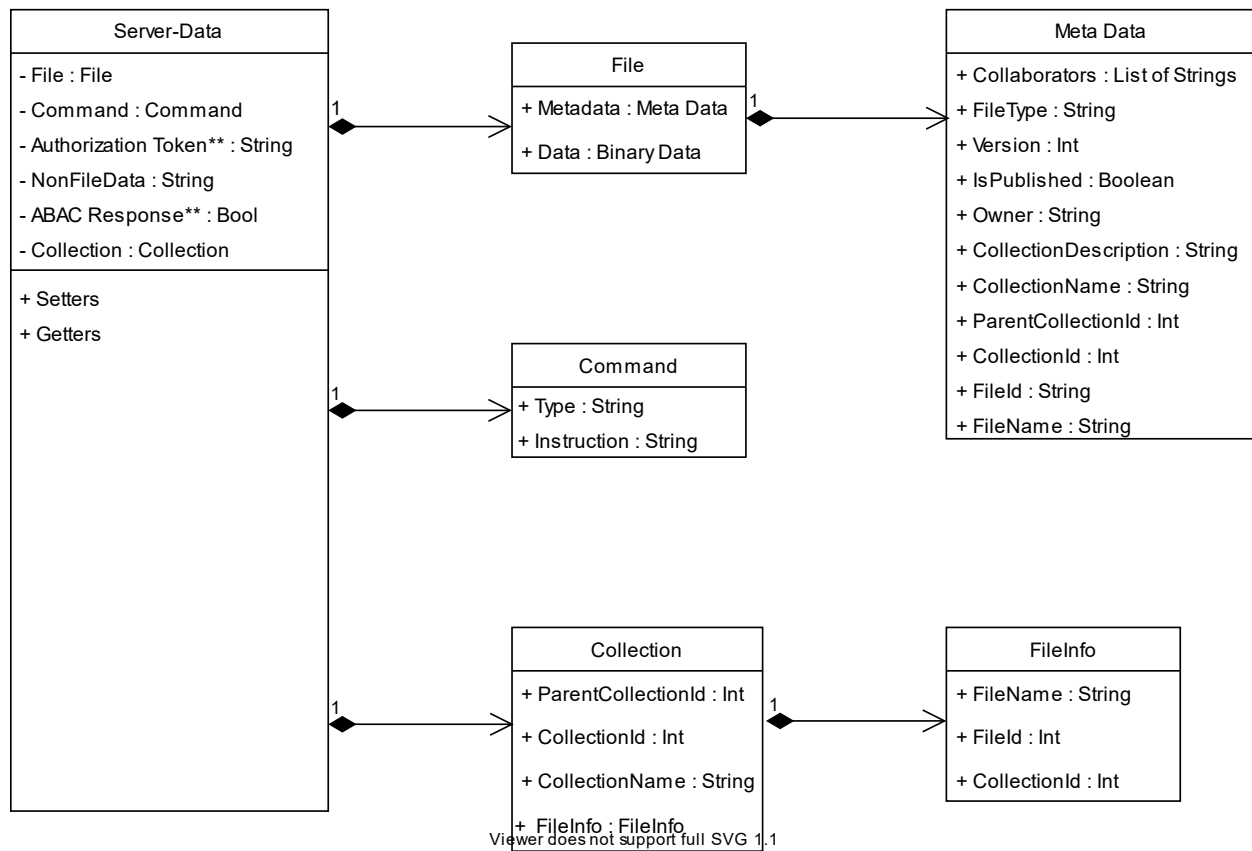 Server-Data
- File : File
- Command : Command
- Authorization Token** : String
- NonFileData : String
- ABAC Response** : Bool
- Collection : Collection
+ Setters
+ Getters
1
File
+ Metadata : Meta Data
+ Data : Binary Data
1
Meta Data
+ Collaborators : List of Strings
+ FileType : String
+ Version : Int
+ IsPublished : Boolean
+ Owner : String
+ CollectionDescription : String
+ CollectionName : String
+ ParentCollectionId : Int
+ CollectionId : Int
+ FileId : String
+ FileName : String
1
Command
+ Type : String
+ Instruction : String
1
Collection
+ ParentCollectionId : Int
+ CollectionId : Int
+ CollectionName : String
+ FileInfo : FileInfo
1
FileInfo
+ FileName : String
+ FileId : Int
+ CollectionId : Int
Viewer does not support full SVG 1.1